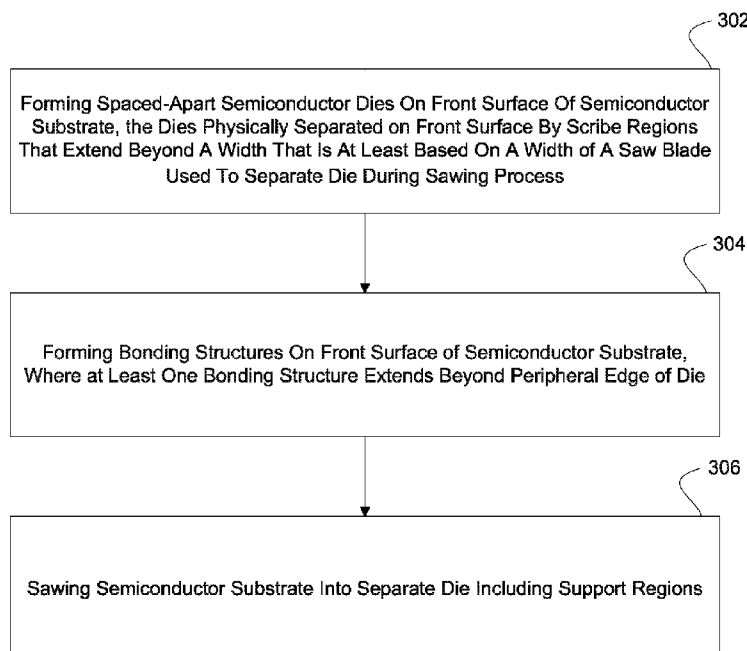 302
Forming Spaced-Apart Semiconductor Dies On Front Surface Of Semiconductor
Substrate, the Dies Physically Separated on Front Surface By Scribe Regions
That Extend Beyond A Width That Is At Least Based On A Width of A Saw Blade
Used To Separate Die During Sawing Process
304
Forming Bonding Structures On Front Surface of Semiconductor Substrate,
Where at Least One Bonding Structure Extends Beyond Peripheral Edge of Die
306
Sawing Semiconductor Substrate Into Separate Die Including Support Regions